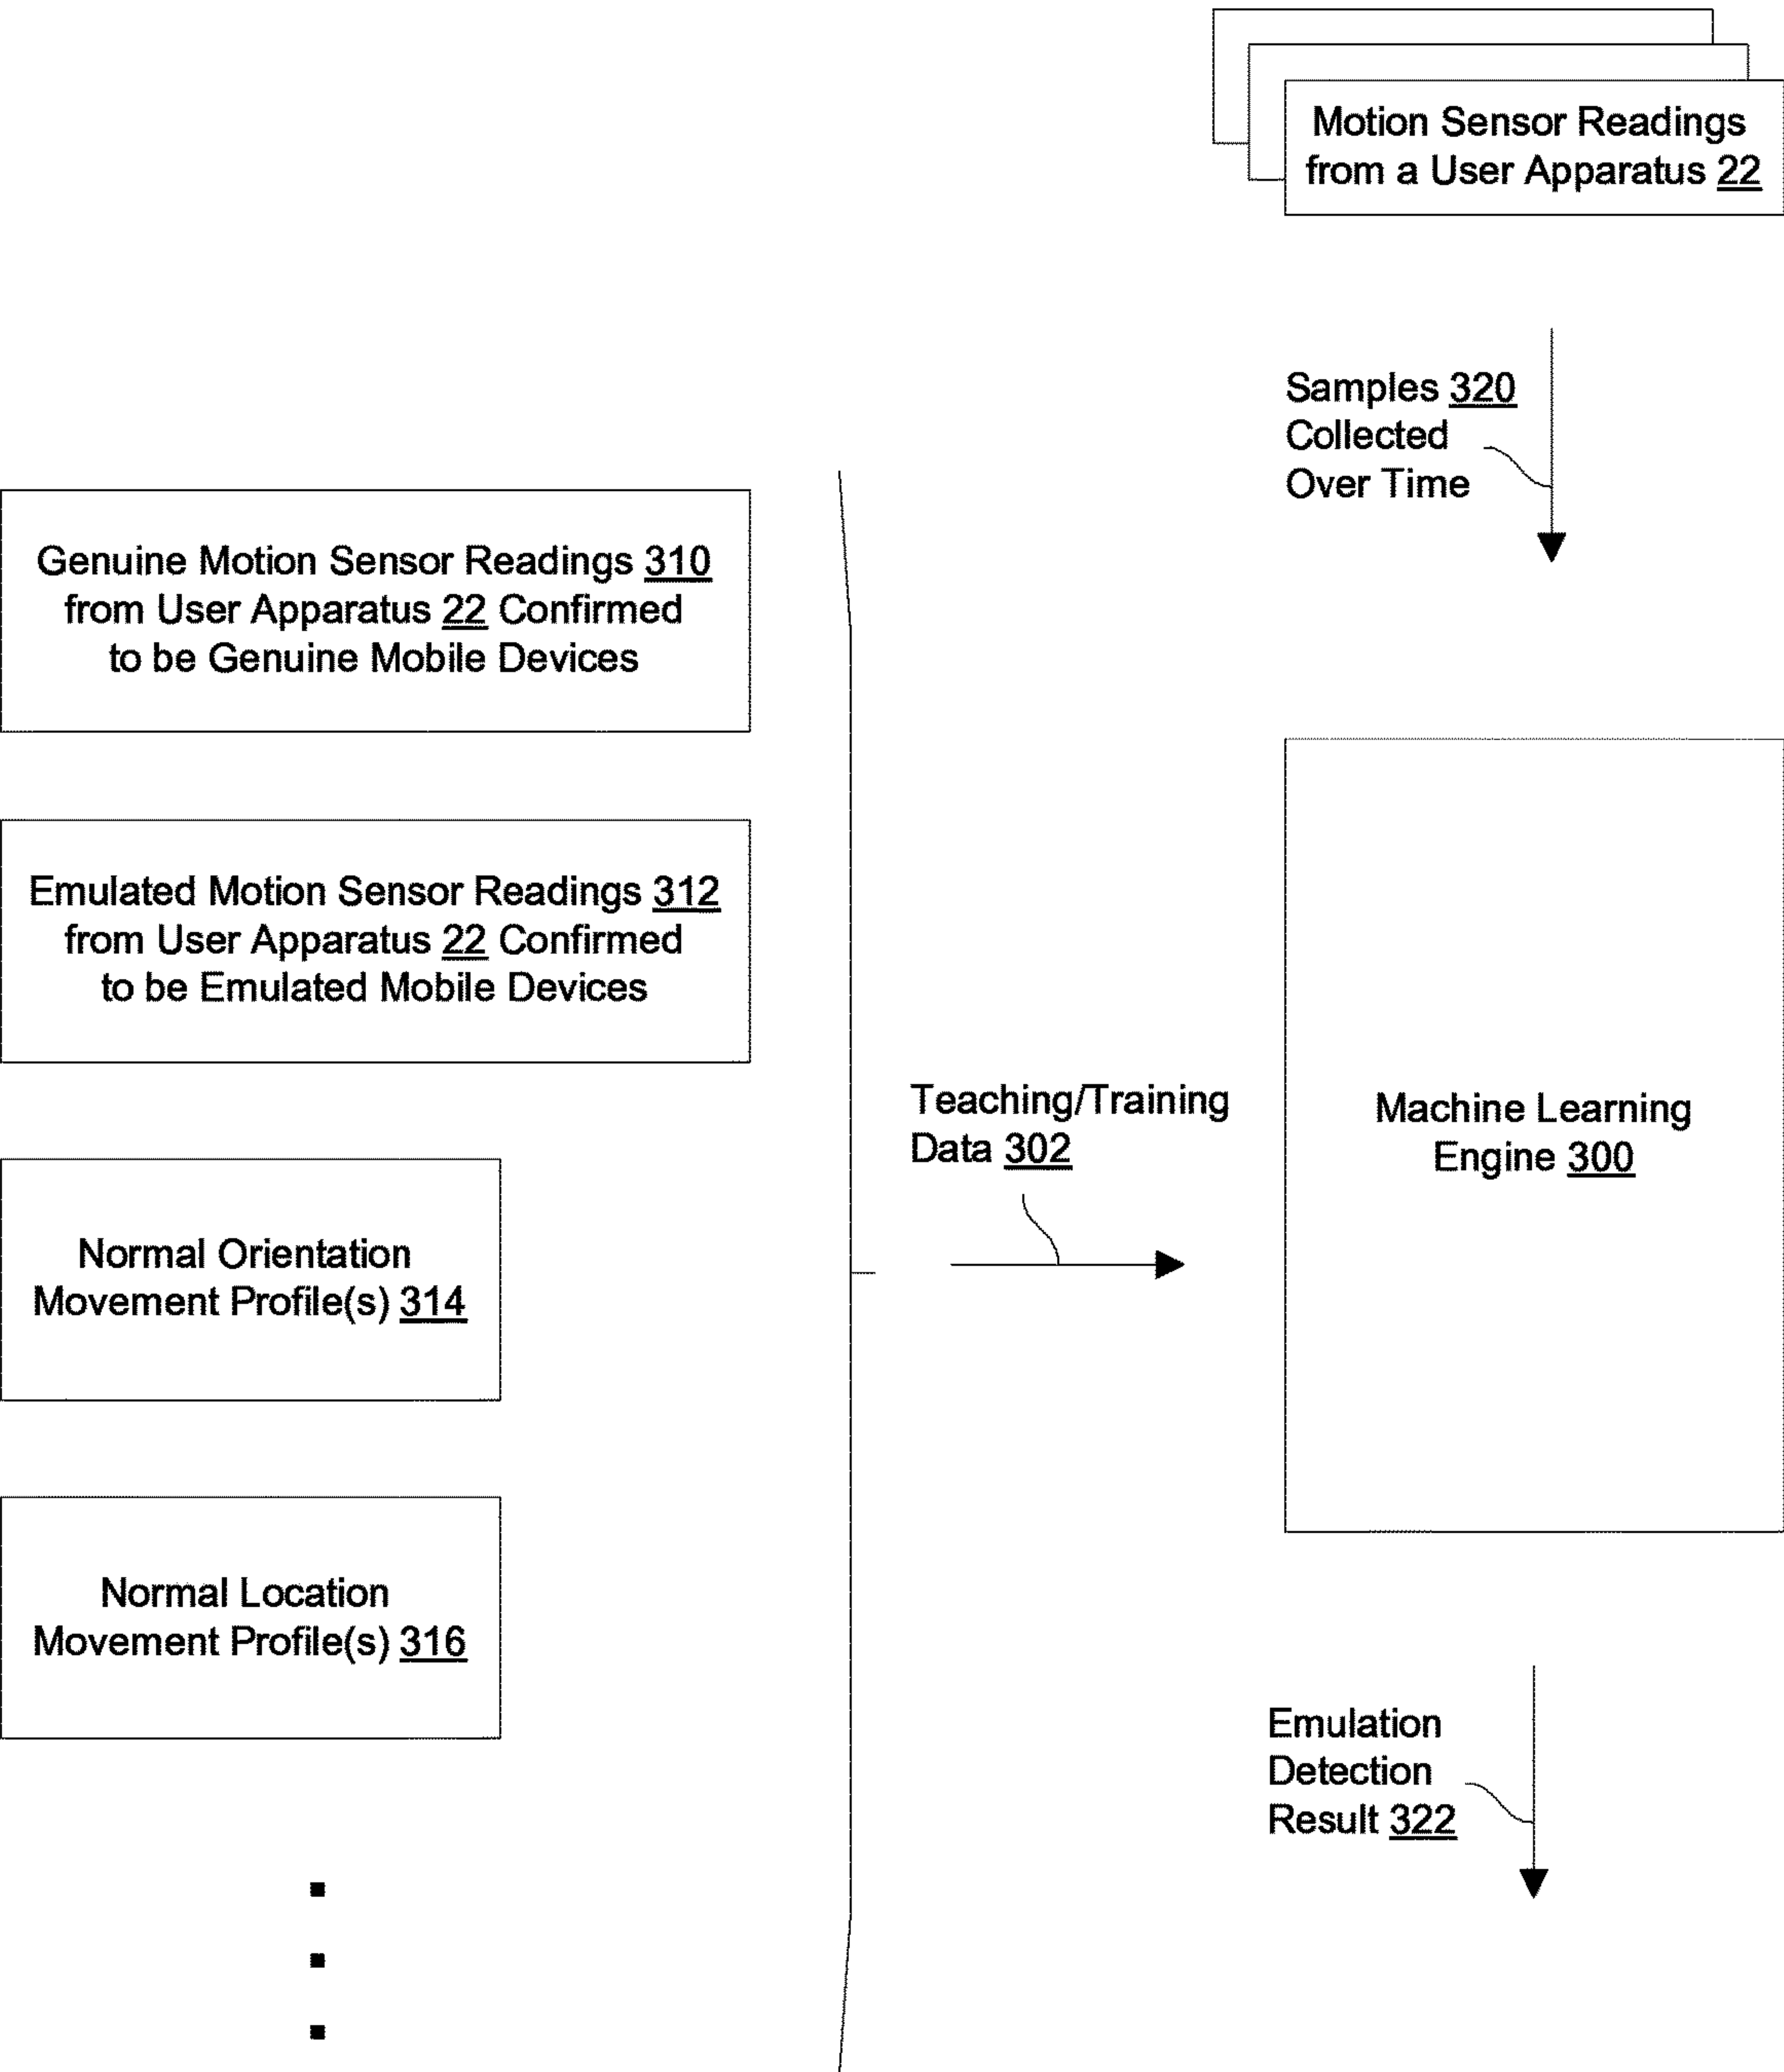 Motion Sensor Readings
from a User Apparatus 22
Samples 320
Collected
Over Time
Genuine Motion Sensor Readings 310
from User Apparatus 22 Confirmed
to be Genuine Mobile Devices
Emulated Motion Sensor Readings 312
from User Apparatus 22 Confirmed
to be Emulated Mobile Devices
Normal Orientation
Movement Profile(s) 314
Normal Location
Movement Profile(s) 316
Teaching/Training
Data 302
Machine Learning
Engine 300
Emulation
Detection
Result 322